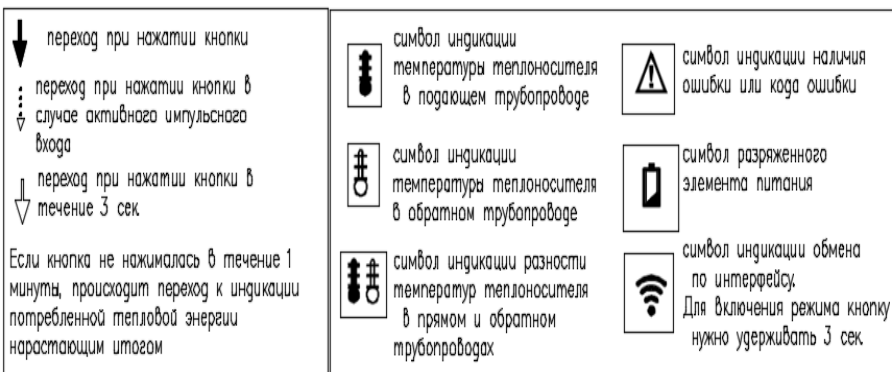 переход при нажатии кнопки
переход при нажатии кнопки в
случае активного импульсного
входа
переход при нажатии кнопки в
течение 3 сек.
Если кнопка не нажималась в течение 1
минуты, происходит переход к индикации
потребленной тепловой энергии
нарастающим итогом
символ индикации
температуры теплоносителя
в подающем трубопроводе
символ индикации
температуры теплоносителя
в обратном трубопроводе
символ индикации разности
температур теплоносителя
в прямом и обратном
трубопроводах
символ индикации наличия
ошибки или кода ошибки
символ разряженного
элемента питания
символ индикации обмена
по интерфейсу.
Для включения режима кнопку
нужно удерживать 3 сек.